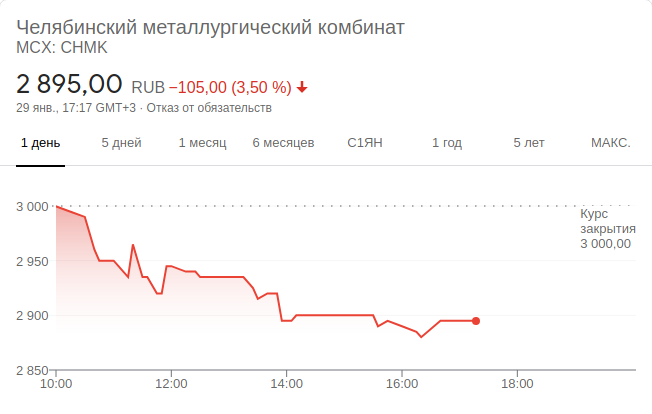 Челябинский металлургический комбинат
MCX: CHMK
2 895,00 RUB −105,00 (3,50 %)
29 янв., 17:17 GMT+3 · Отказ от обязательств
1 день 5 дней 1 месяц 6 месяцев С1ЯН 1 год 5 лет МАКС.
3 000
Курс
закрытия
3 000,00
2 950
2 900
2 850
10:00 12:00 14:00 16:00 18:00